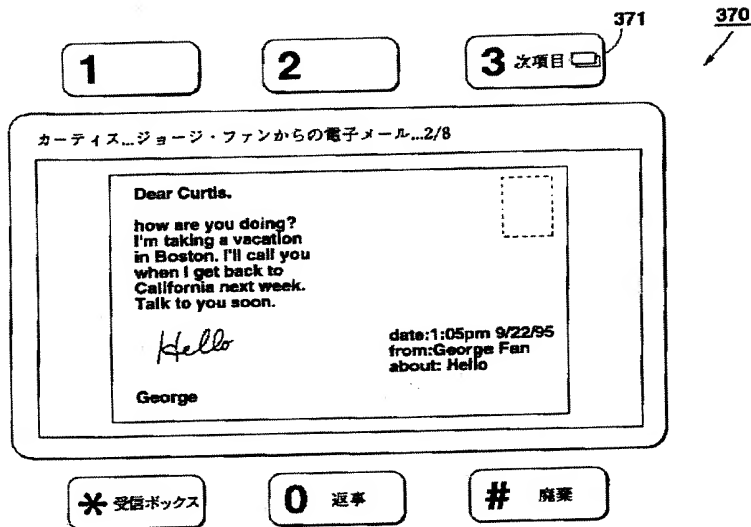 371
370
1
2
3 次項目
カーティス...ジョージ・ファンからの電子メール...2/8
Dear Curtis.
how are you doing?
I'm taking a vacation
in Boston. I'll call you
when I get back to
California next week.
Talk to you soon.
Hello
George
date:1:05pm 9/22/95
from:George Fan
about: Hello
* 受信ボックス
0 返事
# 廃棄